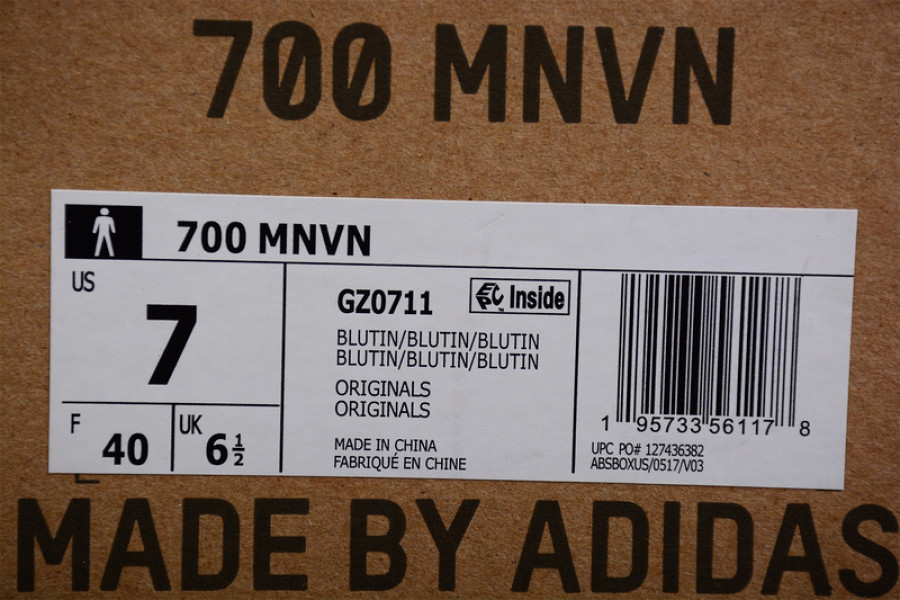 700 MNVN
700 MNVN
US
7
F
40
UK
6 1/2
GZ0711
EPC Inside
BLUTIN/BLUTIN/BLUTIN
BLUTIN/BLUTIN/BLUTIN
ORIGINALS
ORIGINALS
MADE IN CHINA
FABRIQUÉ EN CHINE
1 95733 56117 8
UPC PO# 127436382
ABSBOXUS/0517/V03
MADE BY ADIDAS